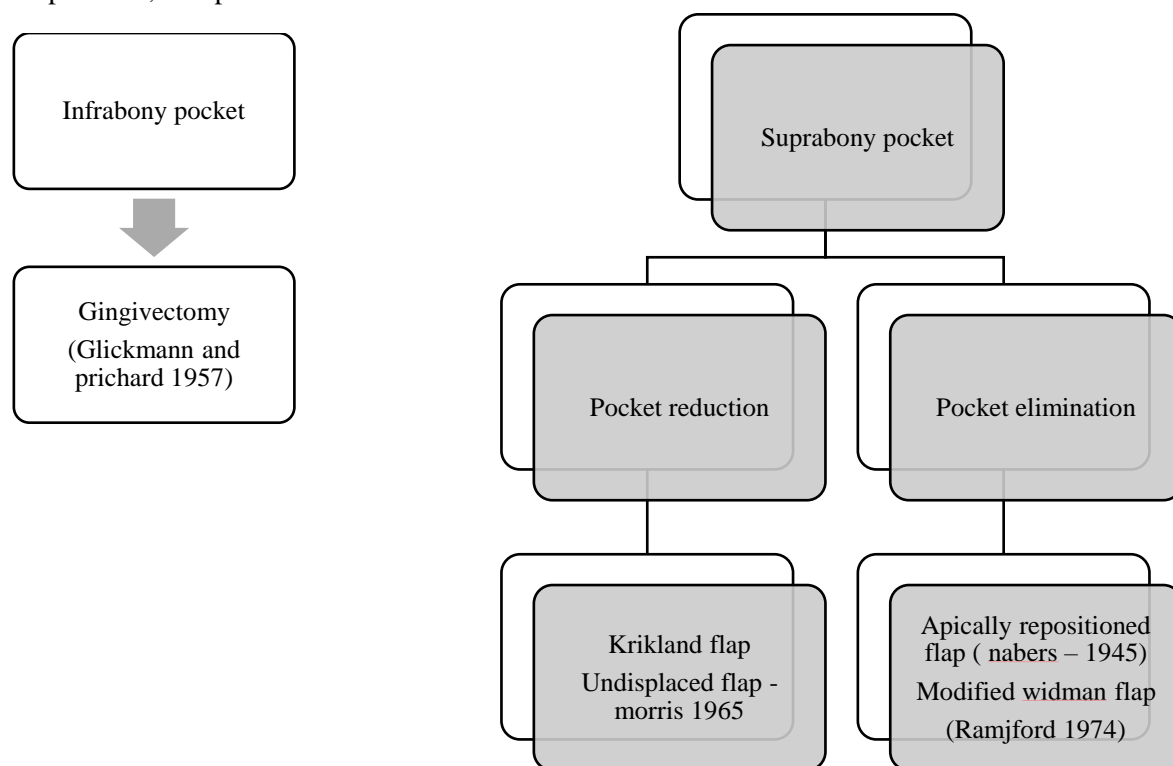 Infrabony pocket
Gingivectomy
(Glickmann and
prichard 1957)
Suprabony pocket
Pocket reduction
Pocket elimination
Krikland flap
Undisplaced flap -
morris 1965
Apically repositioned
flap ( nabers – 1945)
Modified widman flap
(Ramjford 1974)